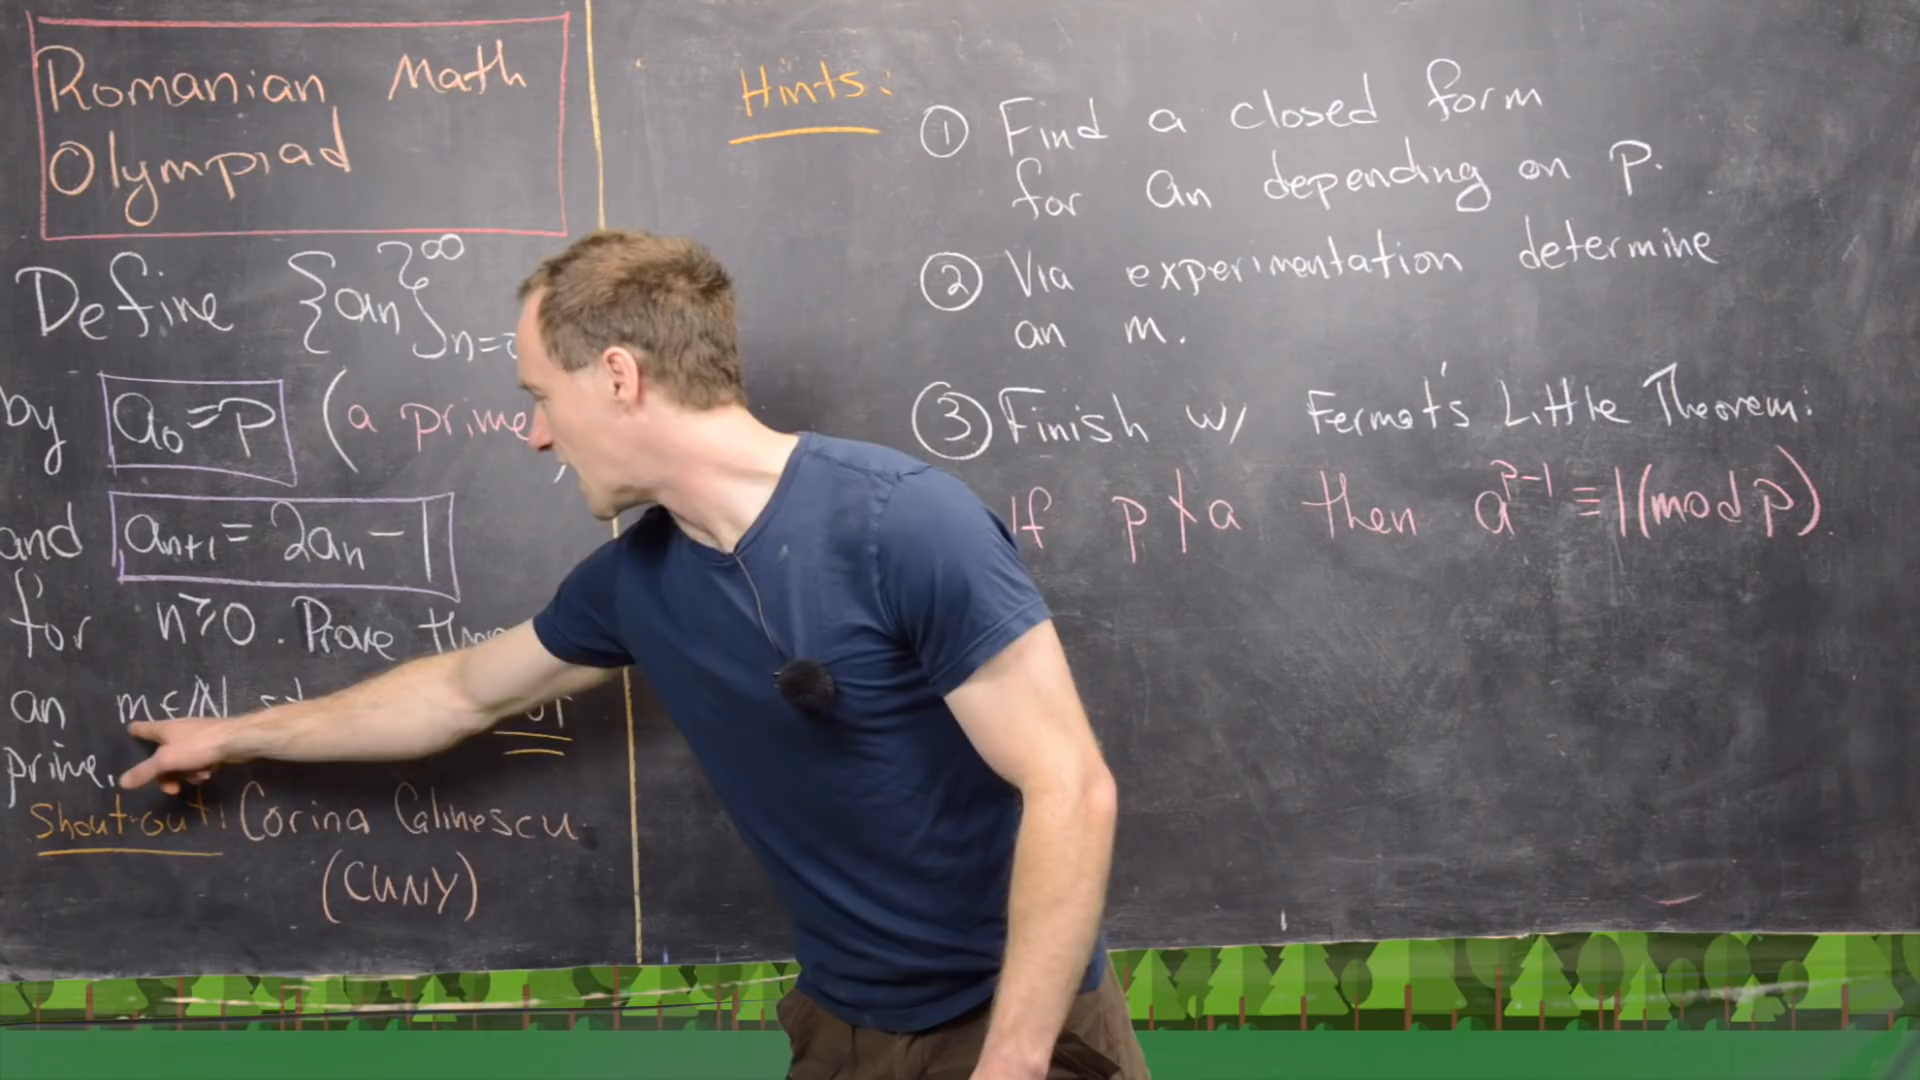 Romanian Math
Olympiad
Define {an}∞n=
by a₀=p (a prime
and aₙ₊₁ = 2aₙ-1
for n≥0. Prove
an m∈ℕ
prime.
Shout-out: Corina Calinescu
(CUNY)
Hints:
① Find a closed form
for an depending on p.
② Via experimentation determine
an m.
③ Finish w/ Fermat's Little Theorem:
If p∤a then a^{p-1} ≡ 1 (mod p).